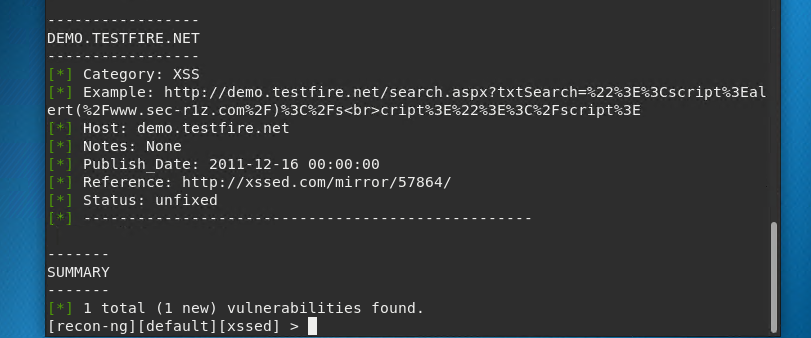 -----------------
DEMO.TESTFIRE.NET
-----------------
[*] Category: XSS
[*] Example: http://demo.testfire.net/search.aspx?txtSearch=%22%3E%3Cscript%3Eal
ert(%2Fwww.sec-r1z.com%2F)%3C%2Fs<br>cript%3E%22%3E%3C%2Fscript%3E
[*] Host: demo.testfire.net
[*] Notes: None
[*] Publish_Date: 2011-12-16 00:00:00
[*] Reference: http://xssed.com/mirror/57864/
[*] Status: unfixed
[*] --------------------------------------------------
-------
SUMMARY
-------
[*] 1 total (1 new) vulnerabilities found.
[recon-ng][default][xssed] >